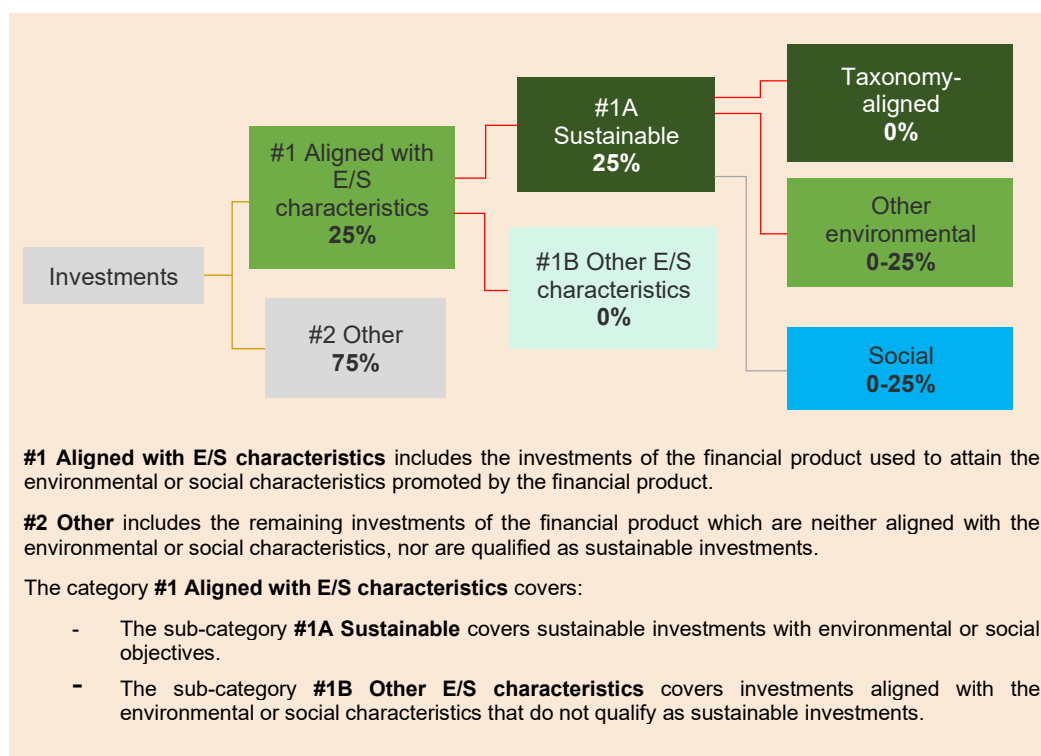 Investments
#1 Aligned with
E/S
characteristics
25%
#2 Other
75%
#1A
Sustainable
25%
#1B Other E/S
characteristics
0%
Taxonomy-
aligned
0%
Other
environmental
0-25%
Social
0-25%
#1 Aligned with E/S characteristics includes the investments of the financial product used to attain the
environmental or social characteristics promoted by the financial product.
#2 Other includes the remaining investments of the financial product which are neither aligned with the
environmental or social characteristics, nor are qualified as sustainable investments.
The category #1 Aligned with E/S characteristics covers:
- The sub-category #1A Sustainable covers sustainable investments with environmental or social
objectives.
- The sub-category #1B Other E/S characteristics covers investments aligned with the
environmental or social characteristics that do not qualify as sustainable investments.